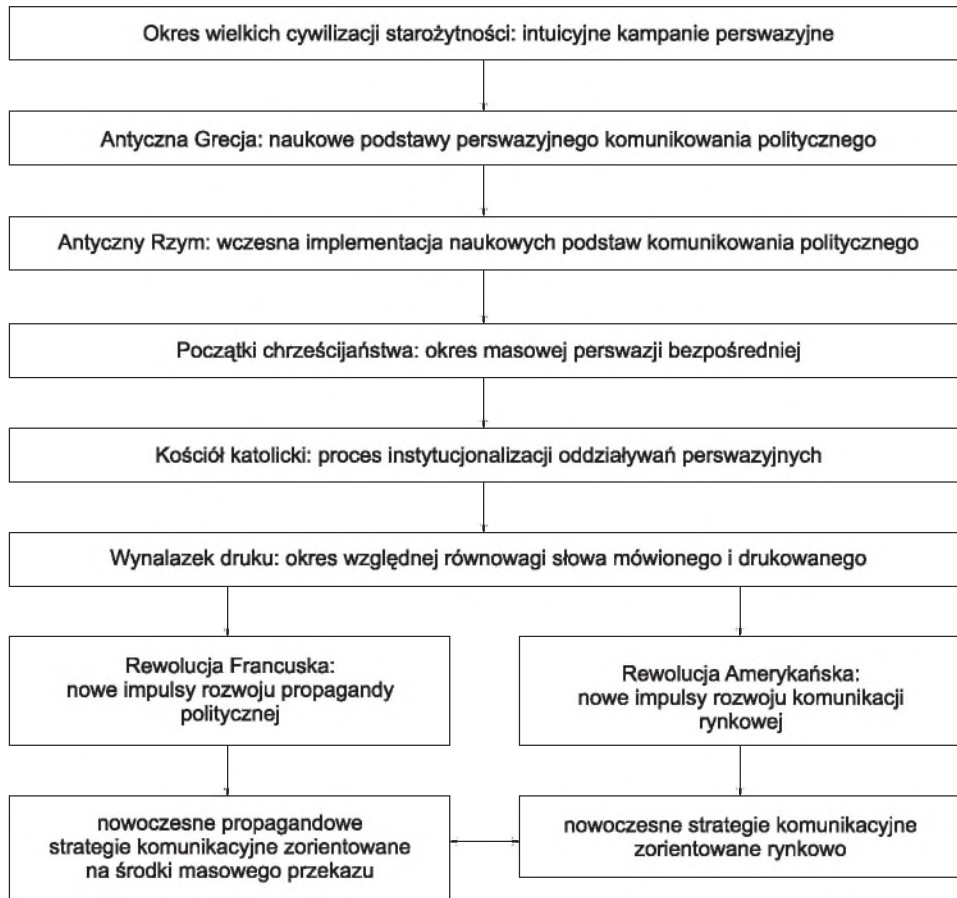 Okres wielkich cywilizacji starożytności: intuicyjne kampanie perswazyjne
Antyczna Grecja: naukowe podstawy perswazyjnego komunikowania politycznego
Antyczny Rzym: wczesna implementacja naukowych podstaw komunikowania politycznego
Początki chrześcijaństwa: okres masowej perswazji bezpośredniej
Kościół katolicki: proces instytucjonalizacji oddziaływań perswazyjnych
Wynalazek druku: okres względnej równowagi słowa mówionego i drukowanego
Rewolucja Francuska:
nowe impulsy rozwoju propagandy
politycznej
Rewolucja Amerykańska:
nowe impulsy rozwoju komunikacji
rynkowej
nowoczesne propagandowe
strategie komunikacyjne zorientowane
na środki masowego przekazu
nowoczesne strategie komunikacyjne
zorientowane rynkowo